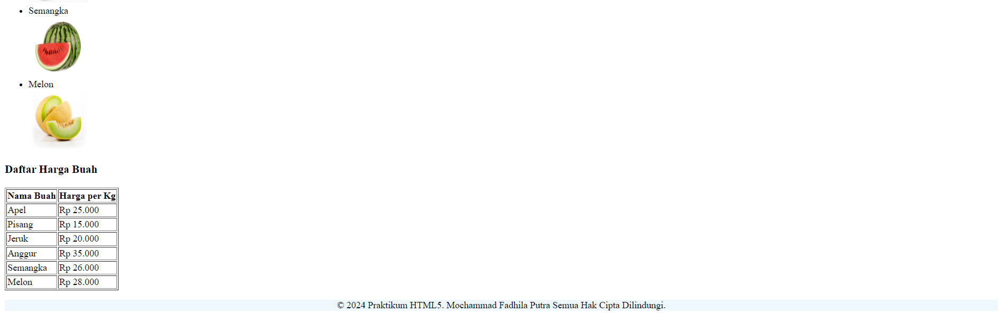 Semangka
Melon
Daftar Harga Buah
Nama Buah Harga per Kg
Apel Rp 25.000
Pisang Rp 15.000
Jeruk Rp 20.000
Anggur Rp 35.000
Semangka Rp 26.000
Melon Rp 28.000
© 2024 Praktikum HTML5. Mochammad Fadhila Putra Semua Hak Cipta Dilindungi.